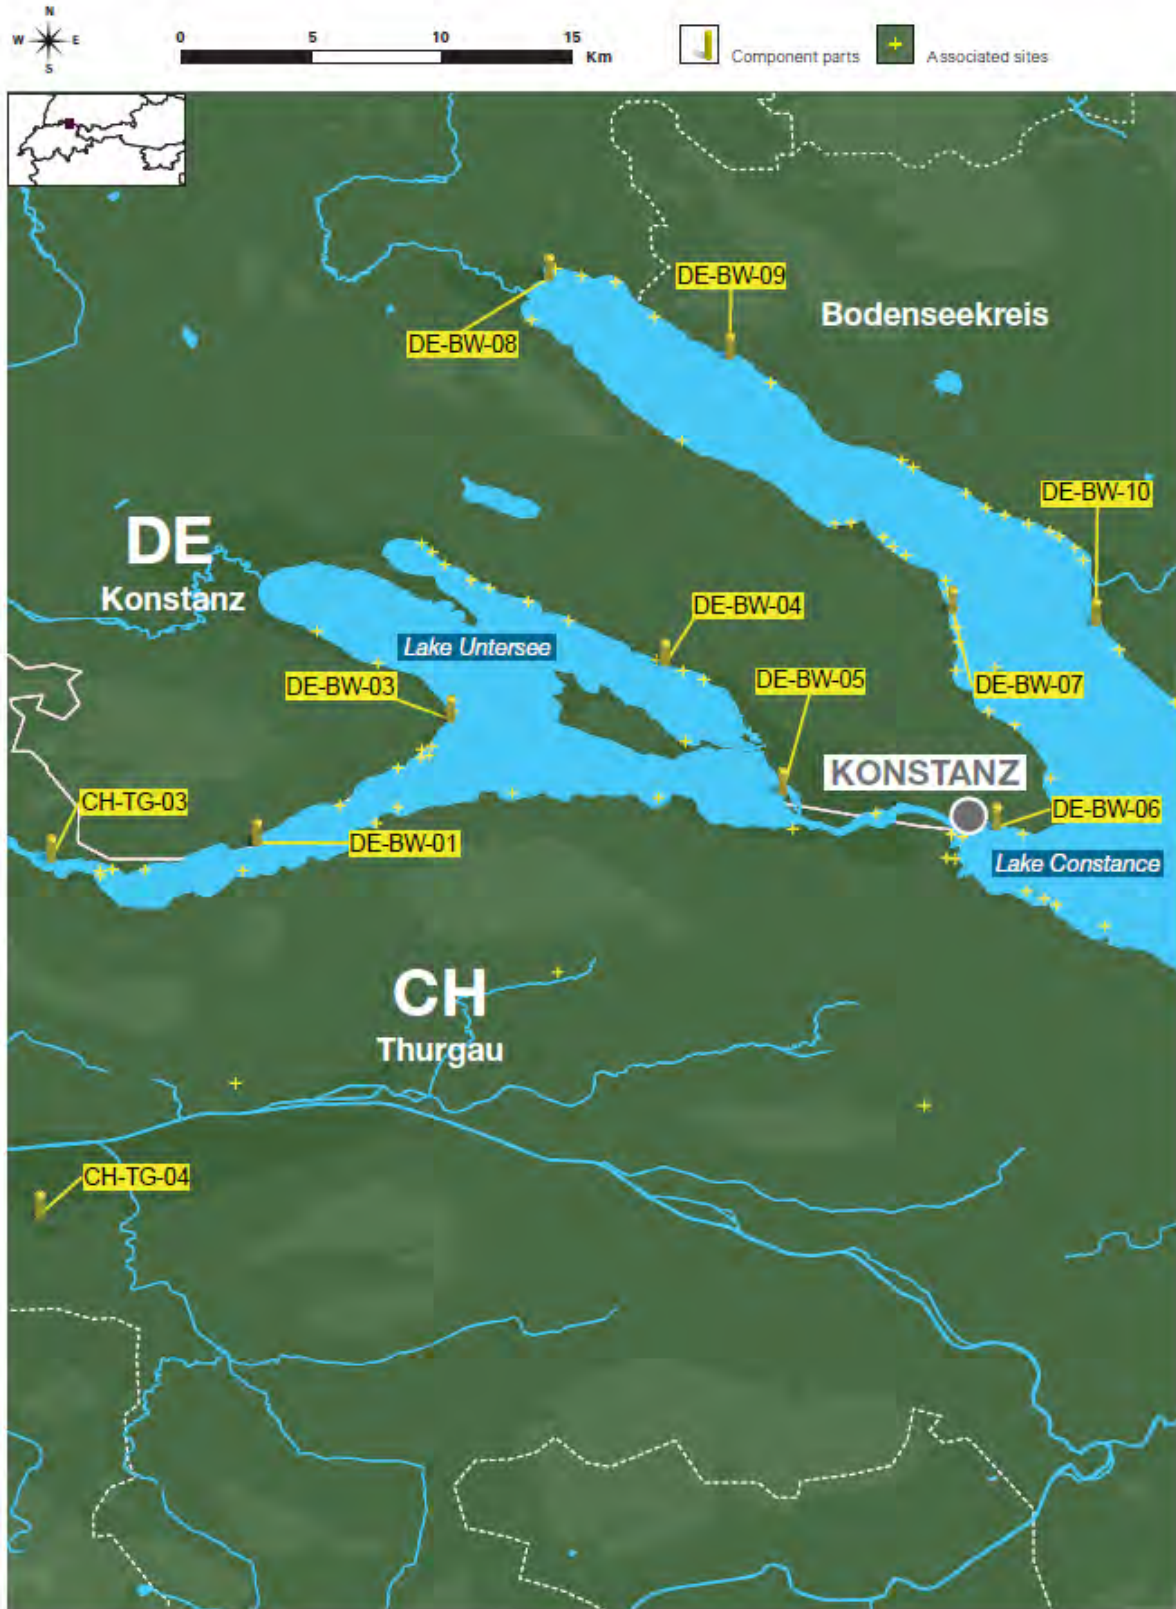 N
W E
S
0 5 10 15
Km
Component parts
Associated sites
DE-BW-09
Bodenseekreis
DE-BW-08
DE-BW-10
DE
Konstanz
DE-BW-04
Lake Untersee
DE-BW-03
DE-BW-05
DE-BW-07
KONSTANZ
CH-TG-03
DE-BW-06
DE-BW-01
Lake Constance
CH
Thurgau
CH-TG-04